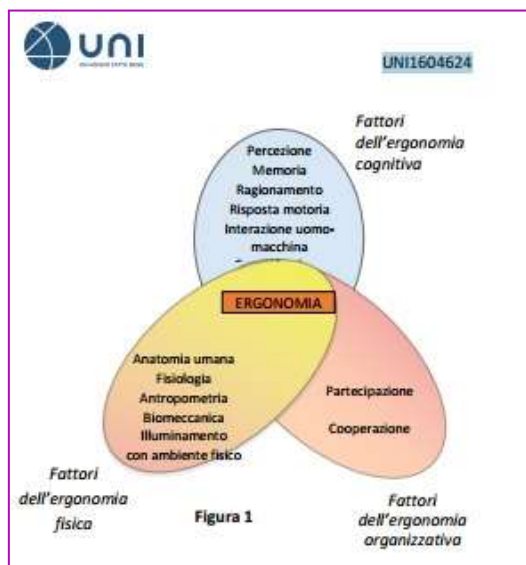 UNI
UNI1604624
Fattori
dell'ergonomia
cognitiva
Percezione
Memoria
Ragionamento
Risposta motoria
Interazione uomo-
macchina
ERGONOMIA
Anatomia umana
Fisiologia
Antropometria
Biomeccanica
Illuminamento
con ambiente fisico
Partecipazione
Cooperazione
Fattori
dell'ergonomia
fisica
Figura 1
Fattori
dell'ergonomia
organizzativa